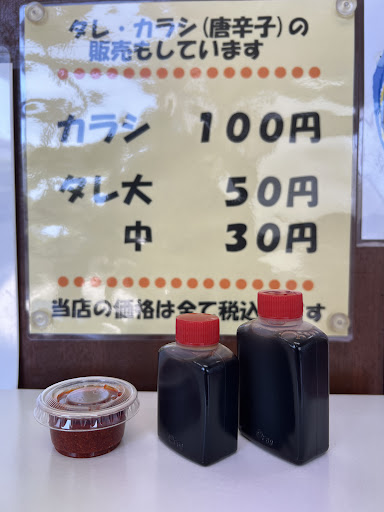 タレ・カラシ(唐辛子)の
販売もしています
カラシ 100円
タレ大 50円
中 30円
当店の価格は全て税込 す